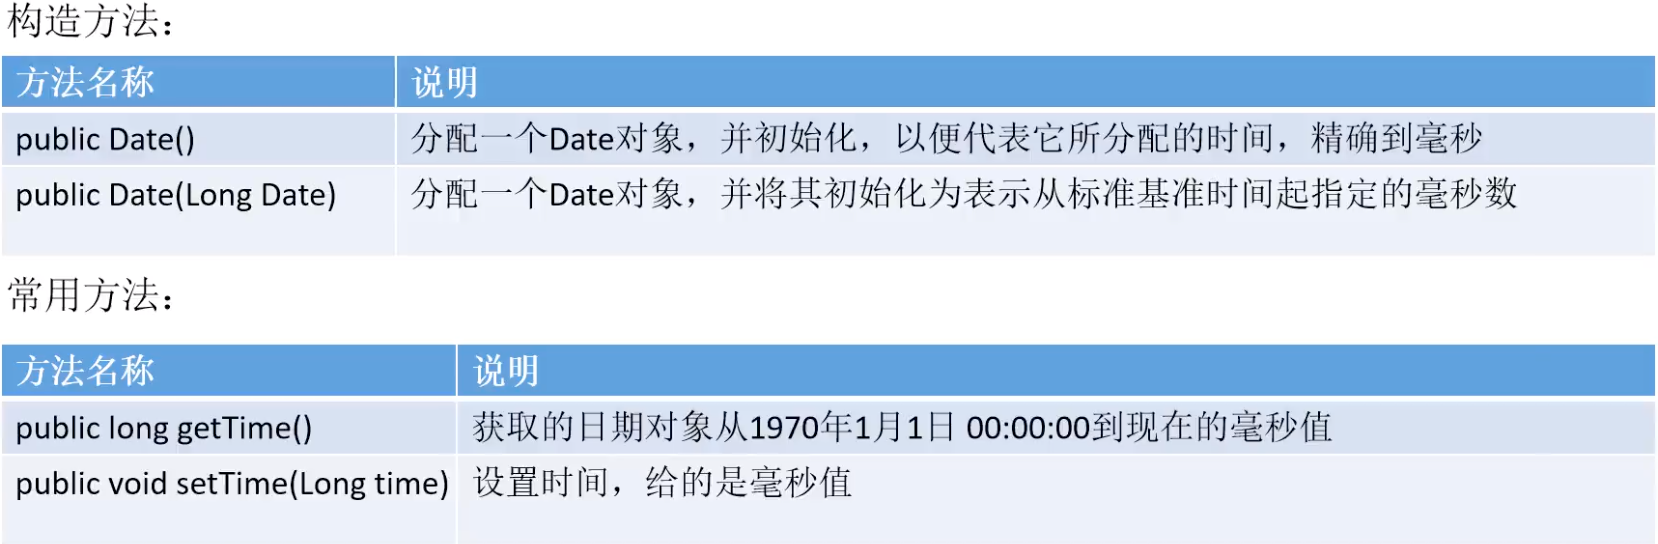 构造方法：
方法名称 说明
public Date() 分配一个Date对象，并初始化，以便代表它所分配的时间，精确到毫秒
public Date(Long Date) 分配一个Date对象，并将其初始化为表示从标准基准时间起指定的毫秒数
常用方法：
方法名称 说明
public long getTime() 获取的日期对象从1970年1月1日 00:00:00到现在的毫秒值
public void setTime(Long time) 设置时间，给的是毫秒值